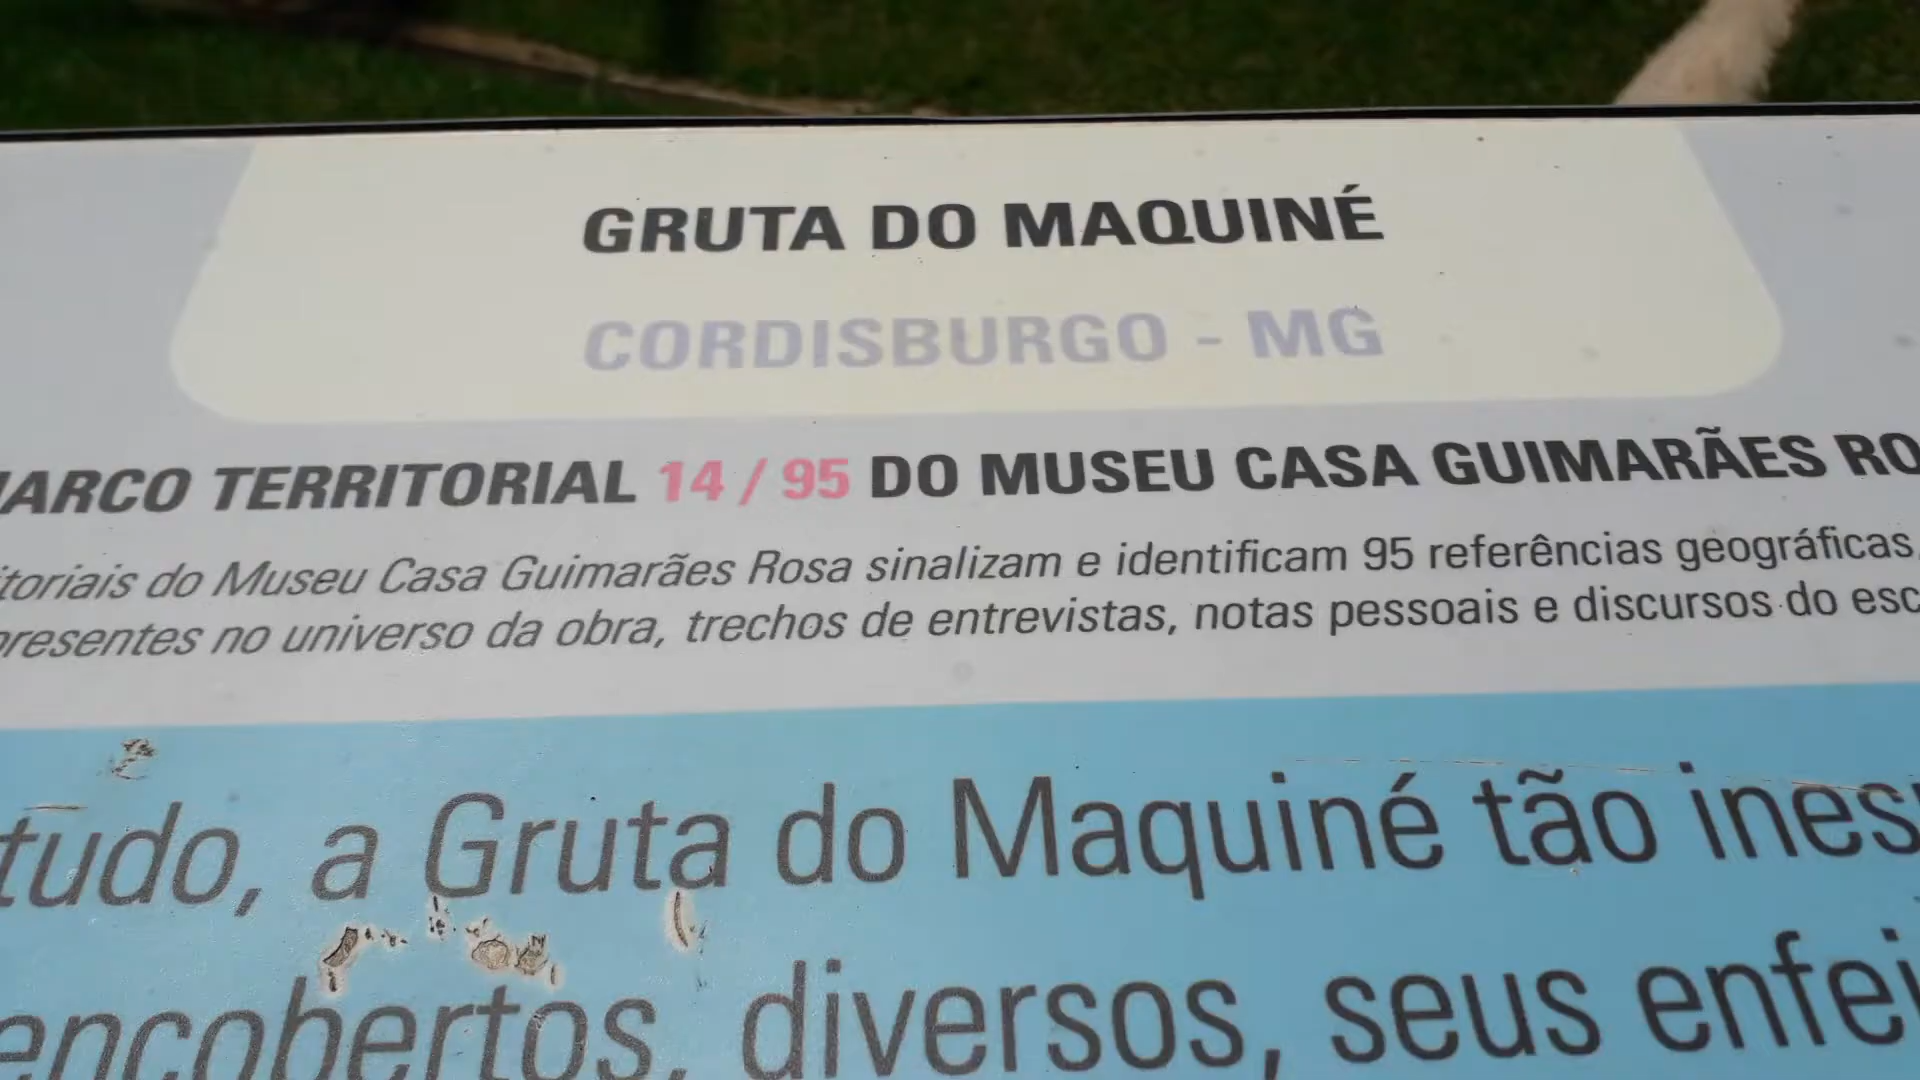 GRUTA DO MAQUINÉ
CORDISBURGO - MG
MARCO TERRITORIAL 14 / 95 DO MUSEU CASA GUIMARÃES RO
toriais do Museu Casa Guimarães Rosa sinalizam e identificam 95 referências geográficas,
presentes no universo da obra, trechos de entrevistas, notas pessoais e discursos do esc
tudo, a Gruta do Maquiné tão ines
encobertos, diversos, seus enfei